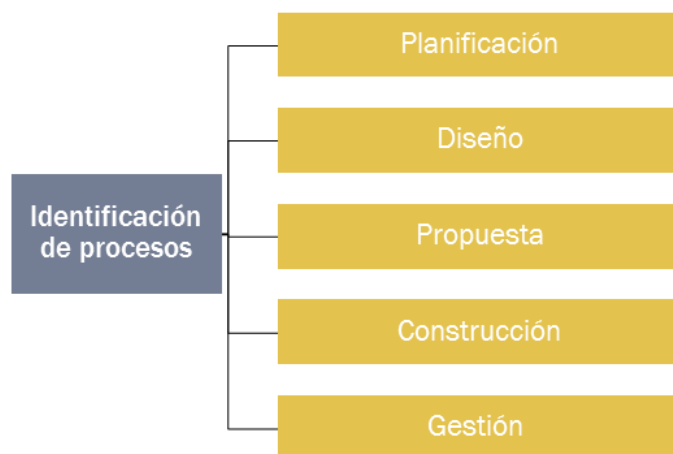 Planificación
Diseño
Identificación
de procesos
Propuesta
Construcción
Gestión